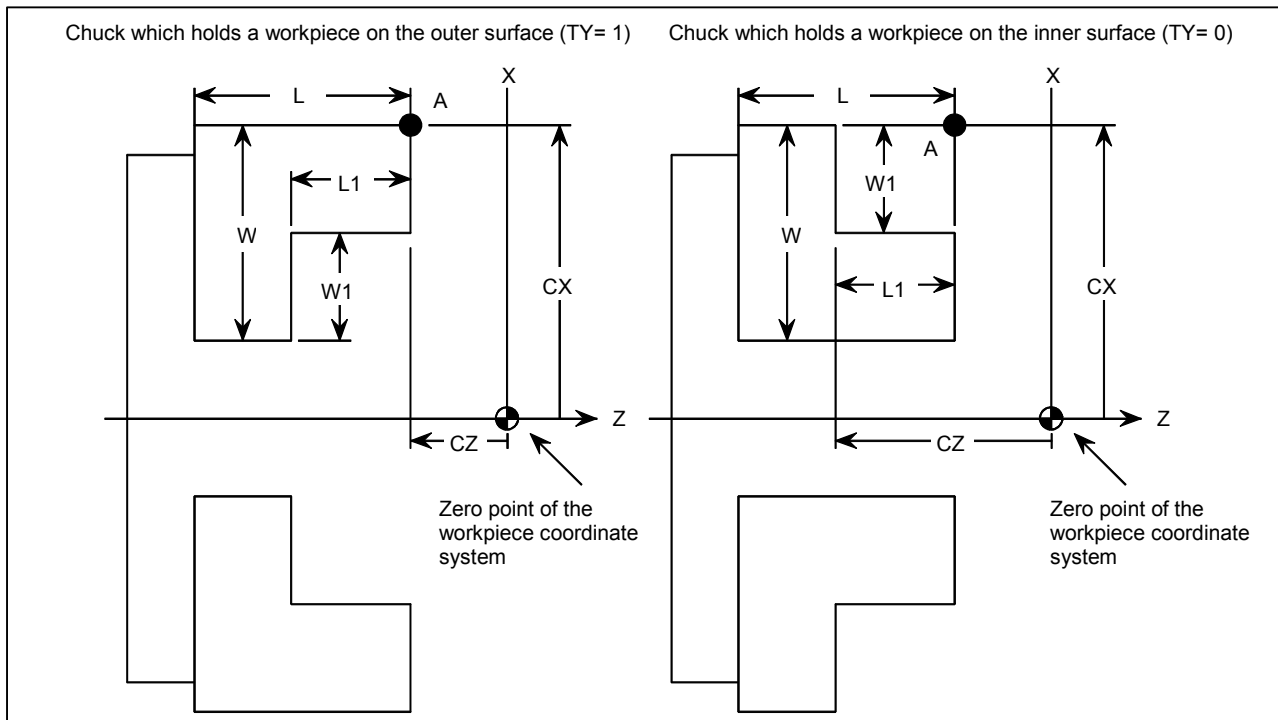 Chuck which holds a workpiece on the outer surface (TY= 1)
X
L
A
L1
W
W1
CX
Z
CZ
Zero point of the
workpiece coordinate
system
Chuck which holds a workpiece on the inner surface (TY= 0)
X
L
A
W1
W
L1
CX
Z
CZ
Zero point of the
workpiece coordinate
system